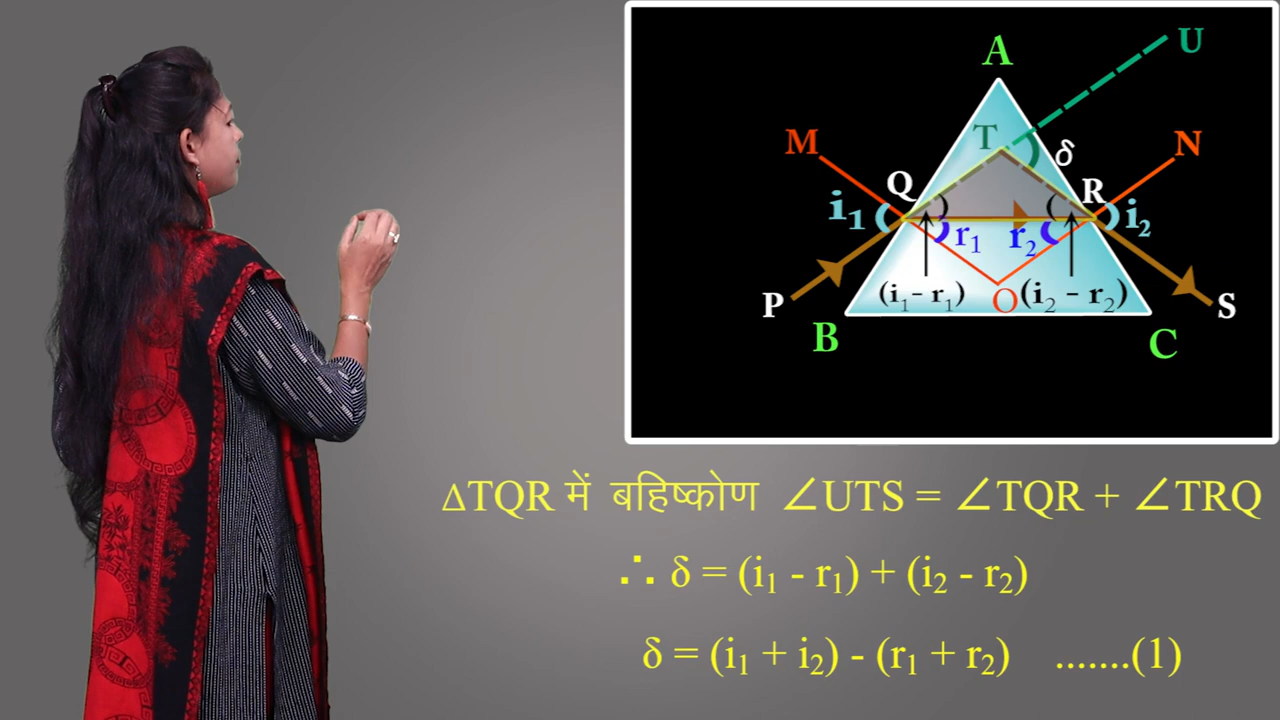 A
U
T
δ
M
N
Q
R
i₁
i₂
r₁
r₂
P
(i₁ - r₁)
O
(i₂ - r₂)
S
B
C
ΔTQR में बहिष्कोण ∠UTS = ∠TQR + ∠TRQ
∴ δ = (i₁ - r₁) + (i₂ - r₂)
δ = (i₁ + i₂) - (r₁ + r₂) .......(1)